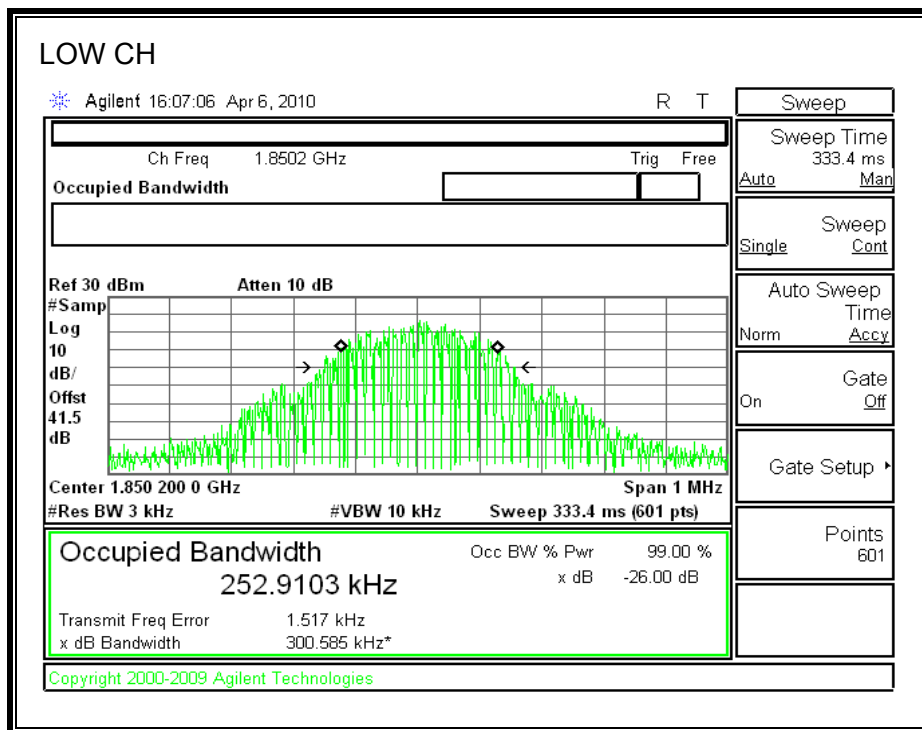 LOW CH
Agilent 16:07:06 Apr 6, 2010 R T
Ch Freq 1.8502 GHz Trig Free
Occupied Bandwidth
Ref 30 dBm Atten 10 dB
#Samp
Log
10
dB/
Offst
41.5
dB
Center 1.850 200 0 GHz Span 1 MHz
#Res BW 3 kHz #VBW 10 kHz Sweep 333.4 ms (601 pts)
Occupied Bandwidth Occ BW % Pwr 99.00 %
252.9103 kHz x dB -26.00 dB
Transmit Freq Error 1.517 kHz
x dB Bandwidth 300.585 kHz*
Copyright 2000-2009 Agilent Technologies
Sweep
Sweep Time
333.4 ms
Auto Man
Sweep
Single Cont
Auto Sweep
Time
Norm Accy
Gate
On Off
Gate Setup
Points
601